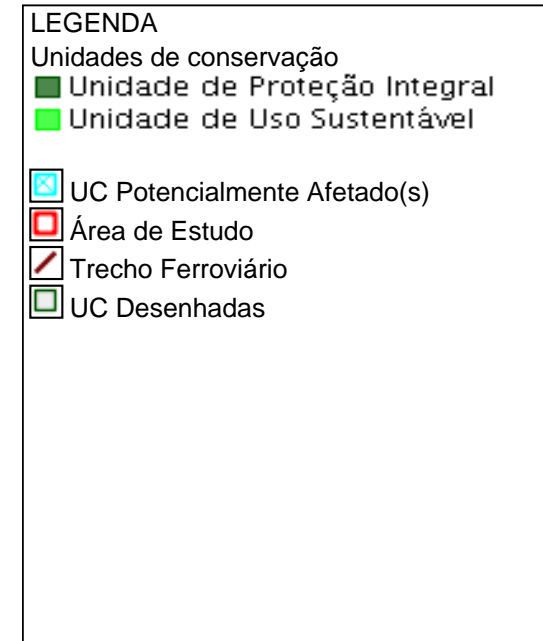 LEGENDA
Unidades de conservação
Unidade de Proteção Integral
Unidade de Uso Sustentável
UC Potencialmente Afetado(s)
Área de Estudo
Trecho Ferroviário
UC Desenhadas